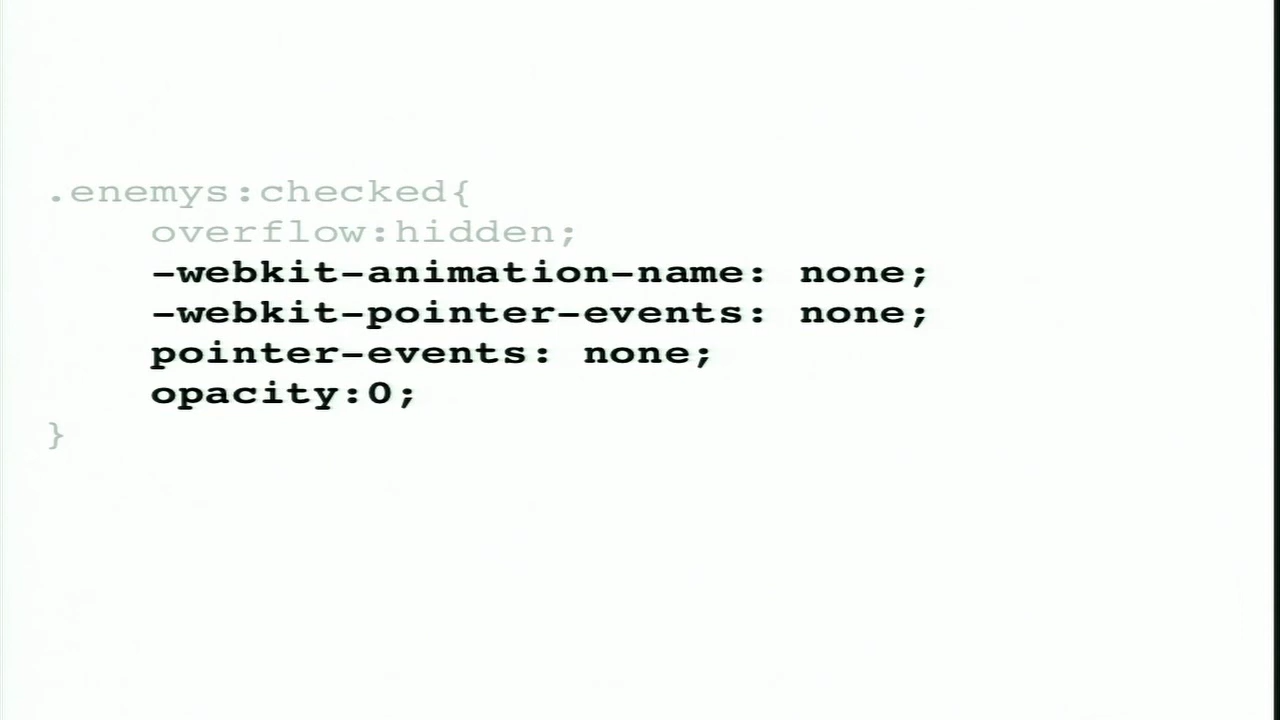 .enemys:checked{
overflow:hidden;
-webkit-animation-name: none;
-webkit-pointer-events: none;
pointer-events: none;
opacity:0;
}